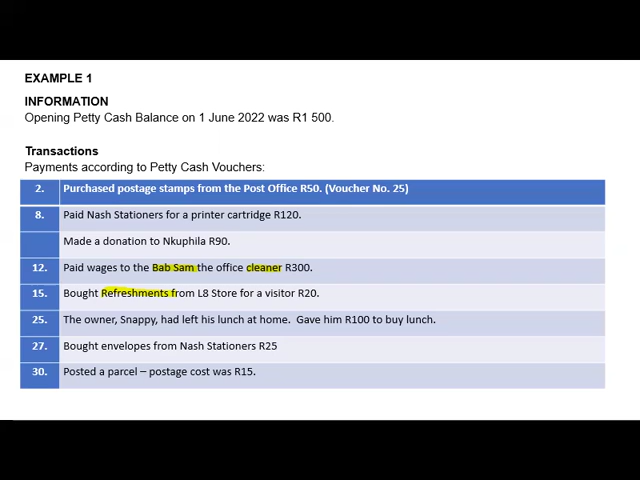 EXAMPLE 1
INFORMATION
Opening Petty Cash Balance on 1 June 2022 was R1 500.
Transactions
Payments according to Petty Cash Vouchers:
2. Purchased postage stamps from the Post Office R50. (Voucher No. 25)
8. Paid Nash Stationers for a printer cartridge R120.
Made a donation to Nkuphila R90.
12. Paid wages to the Bab Sam the office cleaner R300.
15. Bought Refreshments from L8 Store for a visitor R20.
25. The owner, Snappy, had left his lunch at home. Gave him R100 to buy lunch.
27. Bought envelopes from Nash Stationers R25
30. Posted a parcel – postage cost was R15.